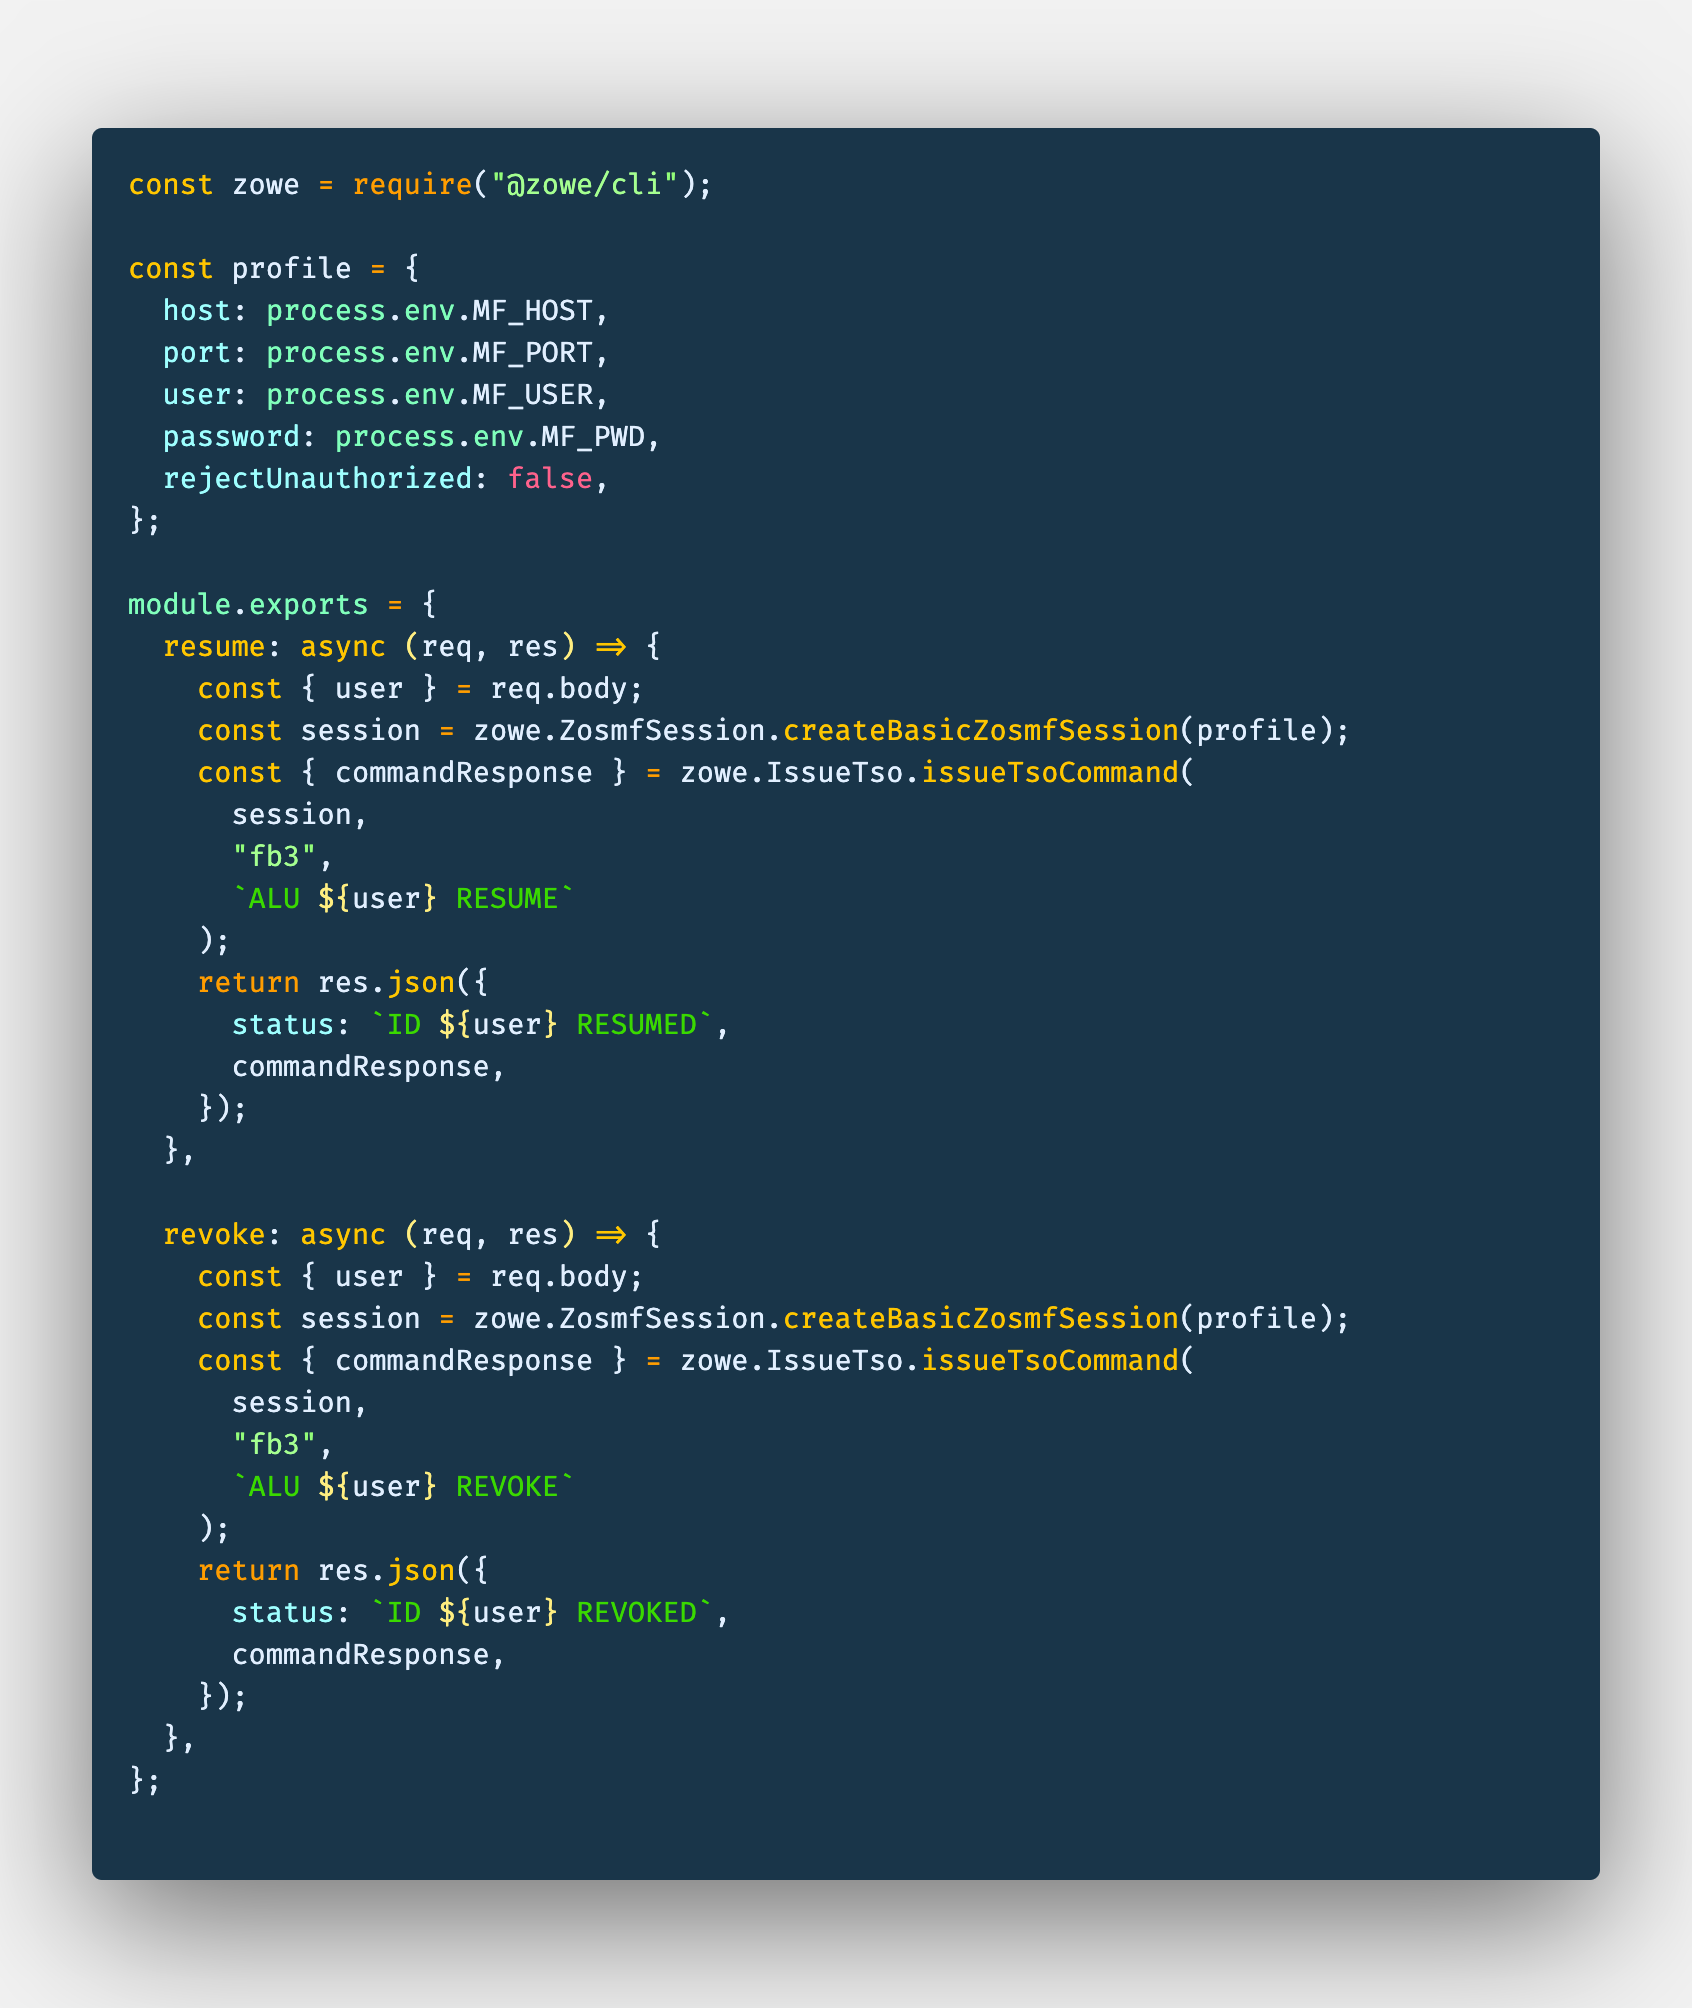 const zowe = require("@zowe/cli");

const profile = {
  host: process.env.MF_HOST,
  port: process.env.MF_PORT,
  user: process.env.MF_USER,
  password: process.env.MF_PWD,
  rejectUnauthorized: false,
};

module.exports = {
  resume: async (req, res) => {
    const { user } = req.body;
    const session = zowe.ZosmfSession.createBasicZosmfSession(profile);
    const { commandResponse } = zowe.IssueTso.issueTsoCommand(
      session,
      "fb3",
      `ALU ${user} RESUME`
    );
    return res.json({
      status: `ID ${user} RESUMED`,
      commandResponse,
    });
  },

  revoke: async (req, res) => {
    const { user } = req.body;
    const session = zowe.ZosmfSession.createBasicZosmfSession(profile);
    const { commandResponse } = zowe.IssueTso.issueTsoCommand(
      session,
      "fb3",
      `ALU ${user} REVOKE`
    );
    return res.json({
      status: `ID ${user} REVOKED`,
      commandResponse,
    });
  },
};